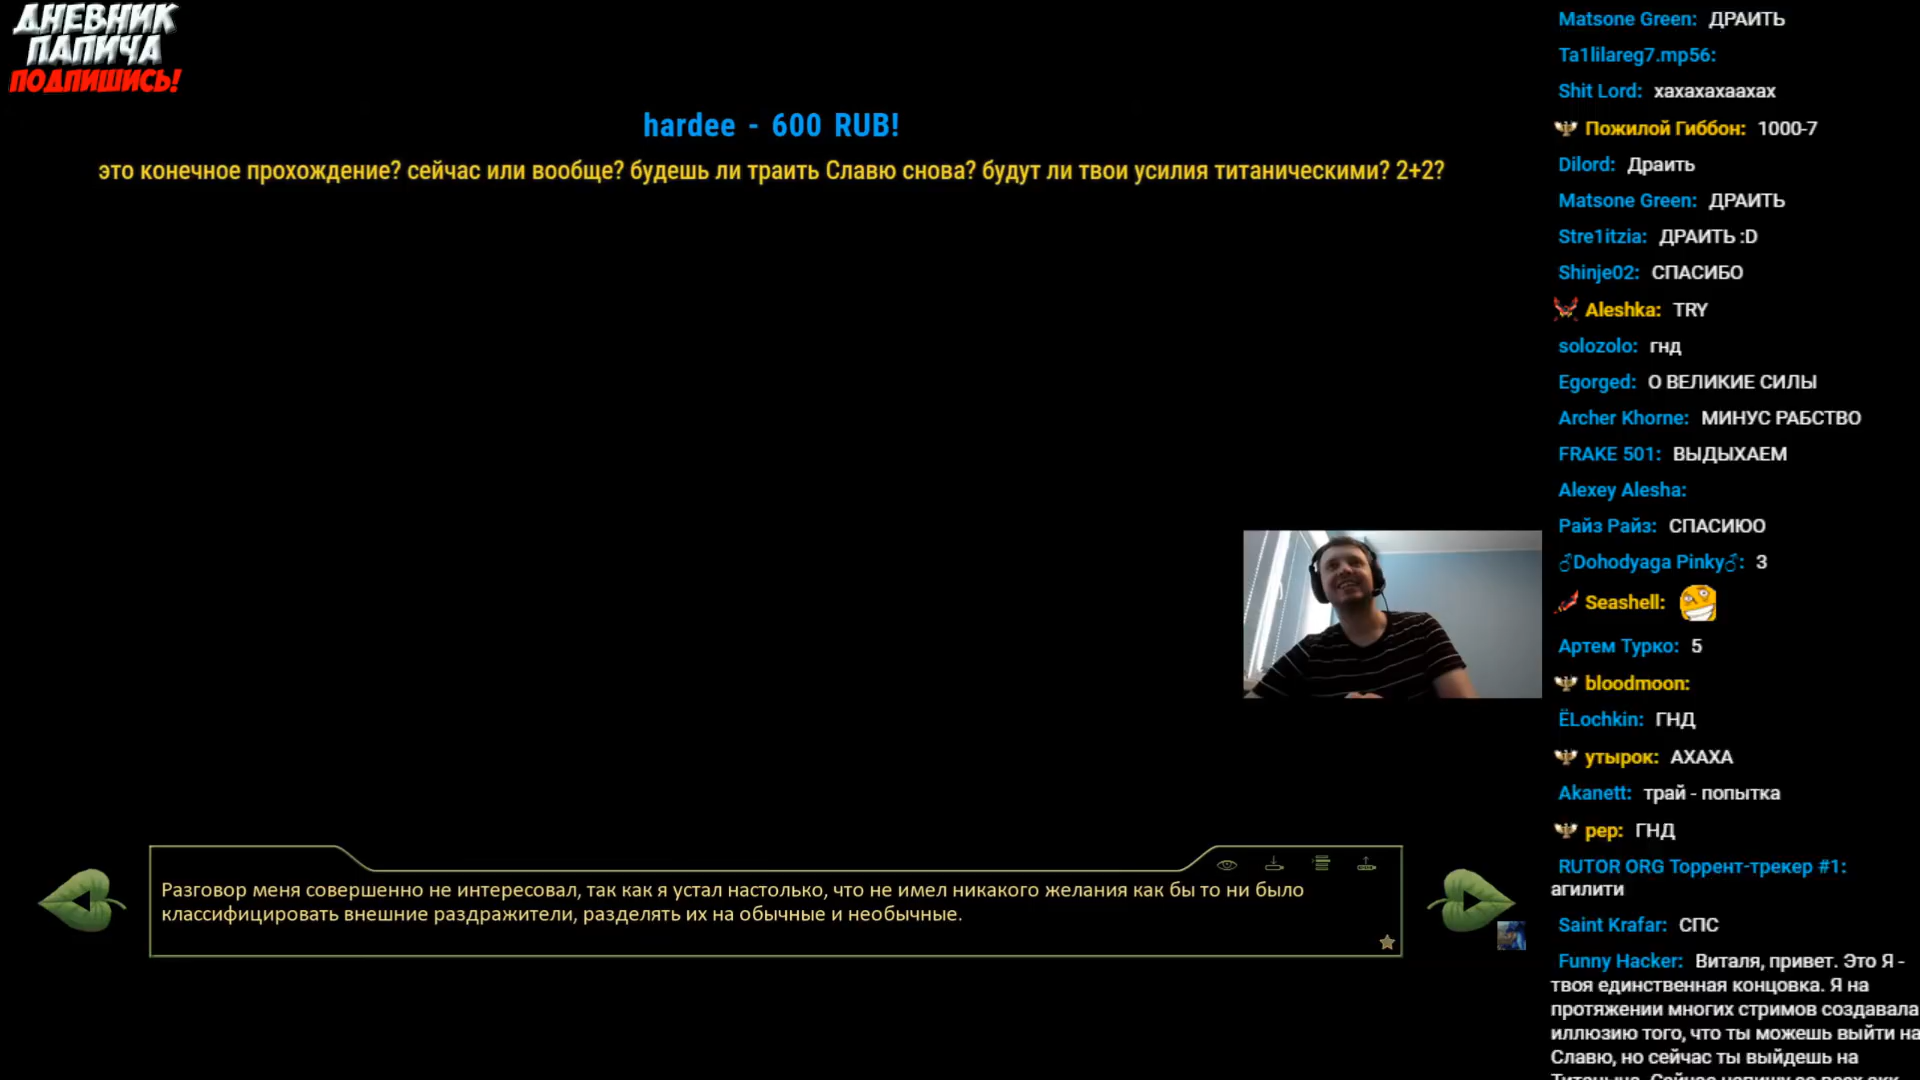 ДНЕВНИК
ПАПИЧА
ПОДПИШИСЬ!
hardee - 600 RUB!
это конечное прохождение? сейчас или вообще? будешь ли траить Славю снова? будут ли твои усилия титаническими? 2+2?
Разговор меня совершенно не интересовал, так как я устал настолько, что не имел никакого желания как бы то ни было
классифицировать внешние раздражители, разделять их на обычные и необычные.
Matsone Green: ДРАИТЬ
Ta1lilareg7.mp56:
Shit Lord: хахахахаахах
Пожилой Гиббон: 1000-7
Dilord: Драить
Matsone Green: ДРАИТЬ
Stre1itzia: ДРАИТЬ :D
Shinje02: СПАСИБО
Aleshka: TRY
solozolo: гнд
Egorged: О ВЕЛИКИЕ СИЛЫ
Archer Khorne: МИНУС РАБСТВО
FRAKE 501: ВЫДЫХАЕМ
Alexey Alesha:
Райз Райз: СПАСИЮО
♂Dohodyaga Pinky♂: 3
Seashell:
Артем Турко: 5
bloodmoon:
ËLochkin: ГНД
утырок: АХАХА
Akanett: трай - попытка
pep: ГНД
RUTOR ORG Торрент-трекер #1:
агилити
Saint Krafar: СПС
Funny Hacker: Виталя, привет. Это Я -
твоя единственная концовка. Я на
протяжении многих стримов создавала
иллюзию того, что ты можешь выйти на
Славю, но сейчас ты выйдешь на